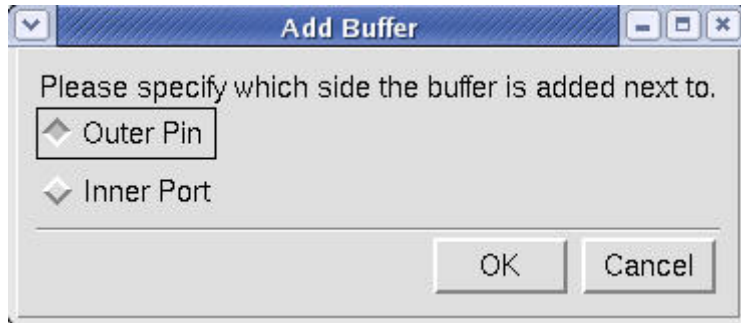 Add Buffer
Please specify which side the buffer is added next to.
Outer Pin
Inner Port
OK Cancel